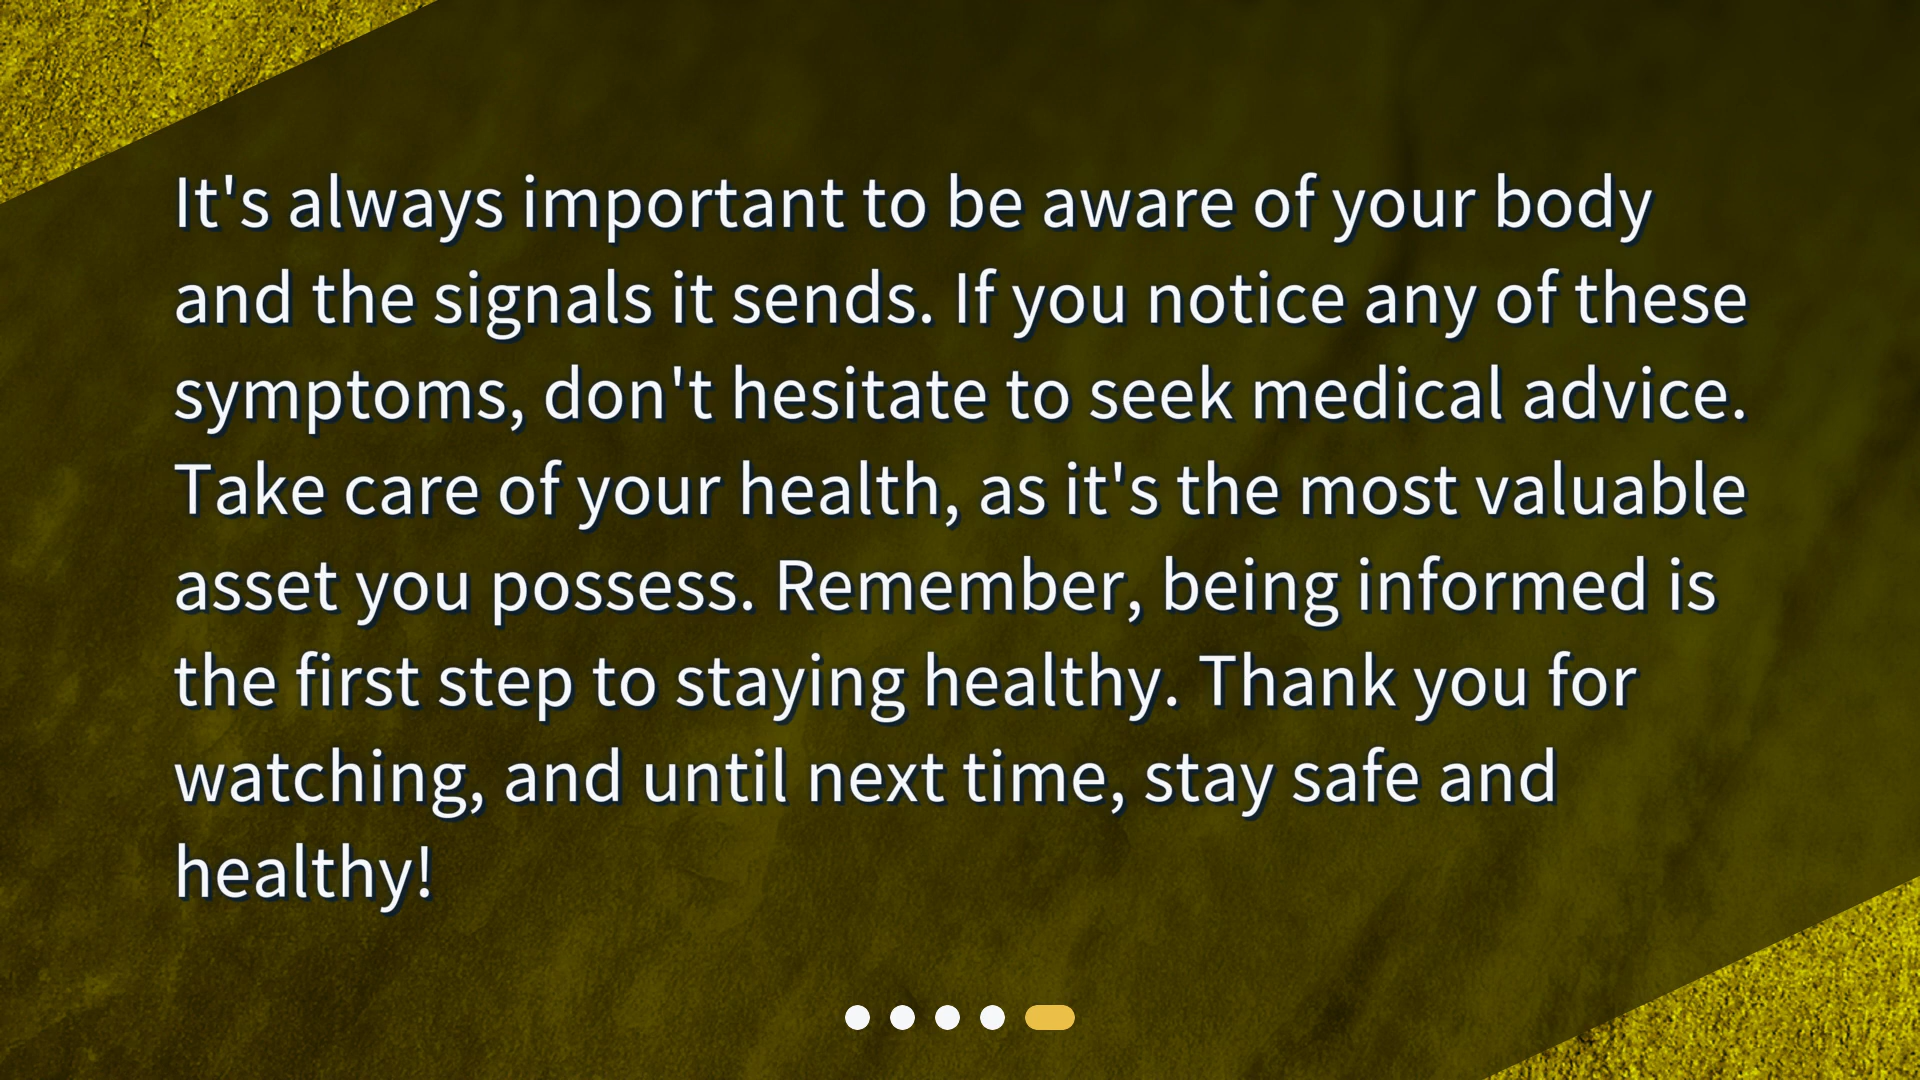 It's always important to be aware of your body
and the signals it sends. If you notice any of these
symptoms, don't hesitate to seek medical advice.
Take care of your health, as it's the most valuable
asset you possess. Remember, being informed is
the first step to staying healthy. Thank you for
watching, and until next time, stay safe and
healthy!